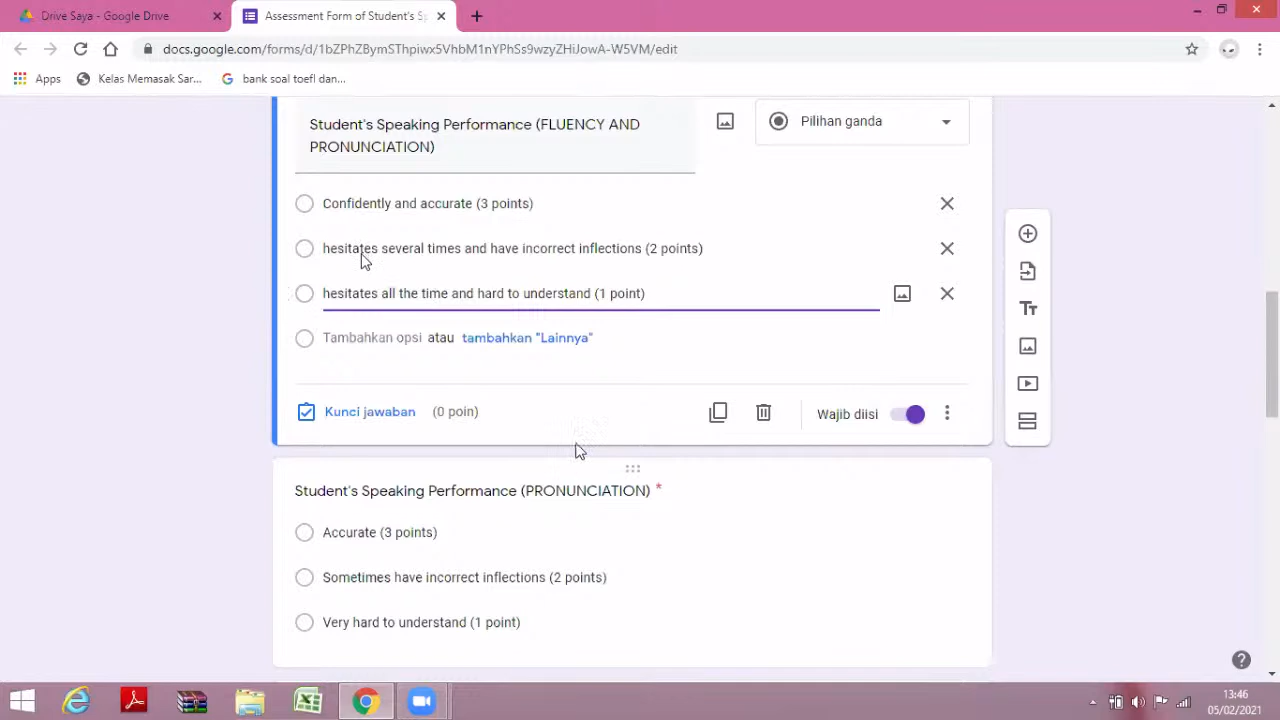 Drive Saya - Google Drive
Assessment Form of Student's Sp
docs.google.com/forms/d/1bZPhZBymSThpiwx5VhbM1nYPhSs9wzyZHiJowA-W5VM/edit
Apps
Kelas Memasak Sar...
bank soal toefl dan...
Student's Speaking Performance (FLUENCY AND
PRONUNCIATION)
Pilihan ganda
Confidently and accurate (3 points)
hesitates several times and have incorrect inflections (2 points)
hesitates all the time and hard to understand (1 point)
Tambahkan opsi atau tambahkan "Lainnya"
Kunci jawaban (0 poin)
Wajib diisi
Student's Speaking Performance (PRONUNCIATION) *
Accurate (3 points)
Sometimes have incorrect inflections (2 points)
Very hard to understand (1 point)
13:46
05/02/2021